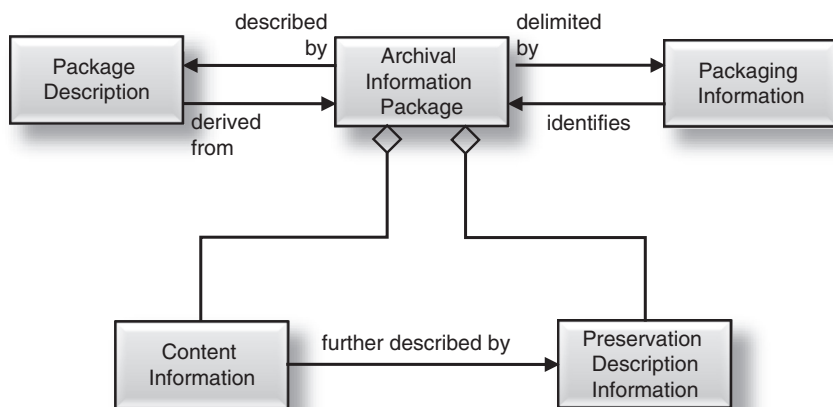 described
by
delimited
by
Package
Description
Archival
Information
Package
Packaging
Information
derived
from
identifies
Content
Information
further described by
Preservation
Description
Information